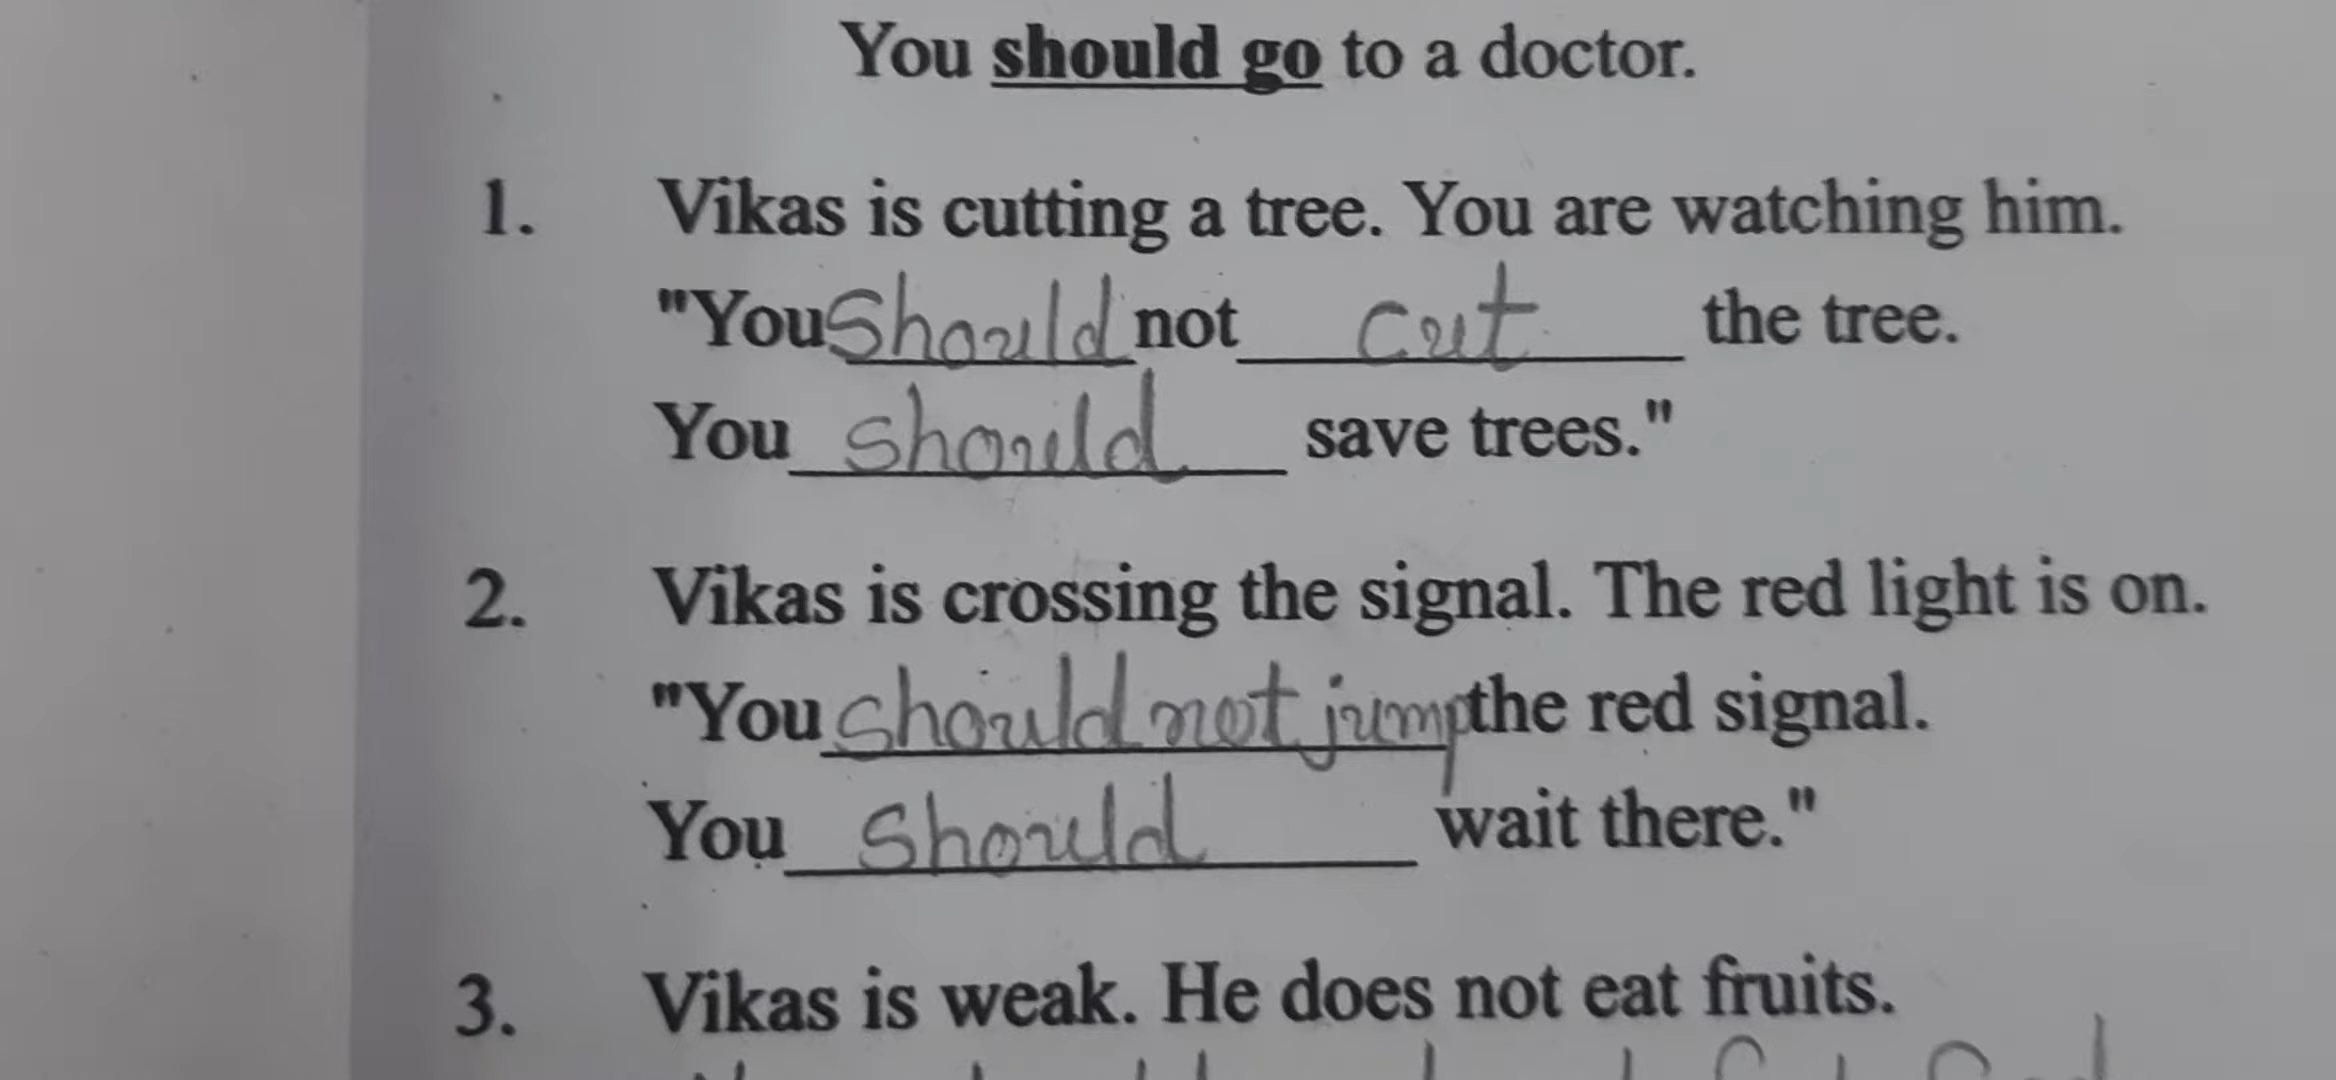 You should go to a doctor.
1. Vikas is cutting a tree. You are watching him.
"You Should not cut the tree.
You should save trees."
2. Vikas is crossing the signal. The red light is on.
"You should not jump the red signal.
You should wait there."
3. Vikas is weak. He does not eat fruits.